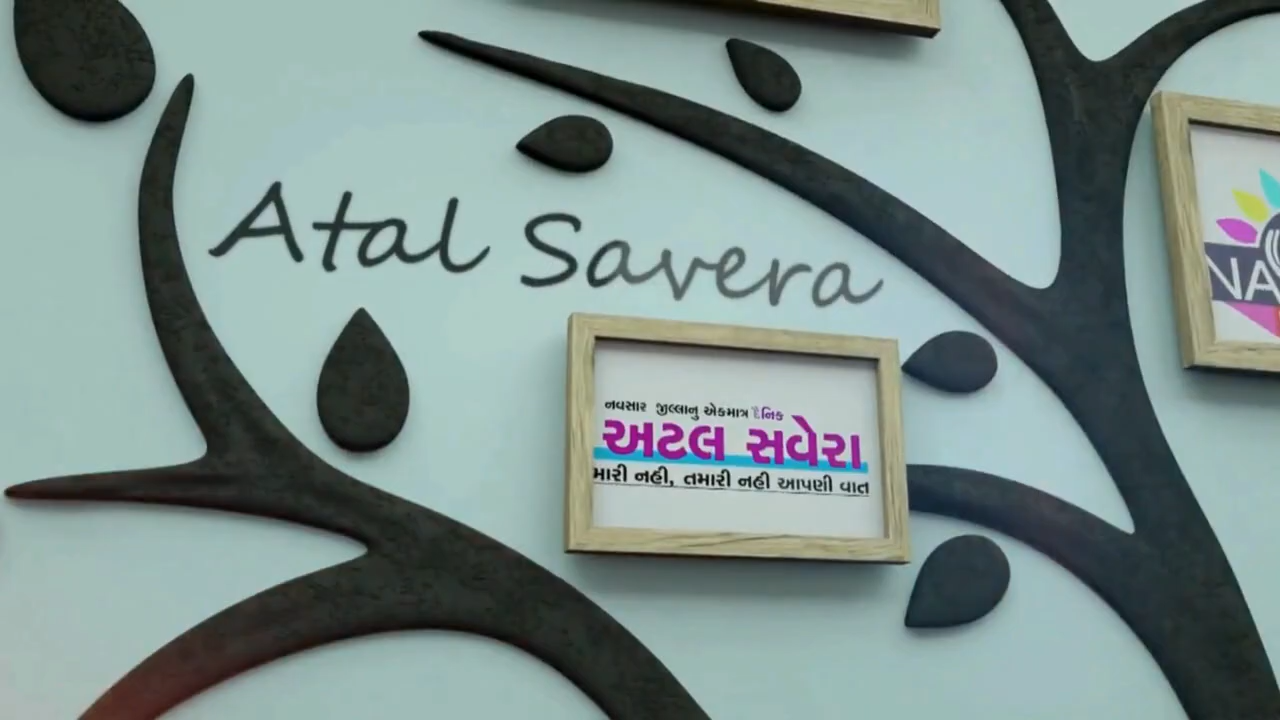 Atal Savera
નવસાર જીલ્લાનુ એકમાત્ર દૈનિક
અટલ સવેરા
મારી નહી, તમારી નહી આપણી વાત